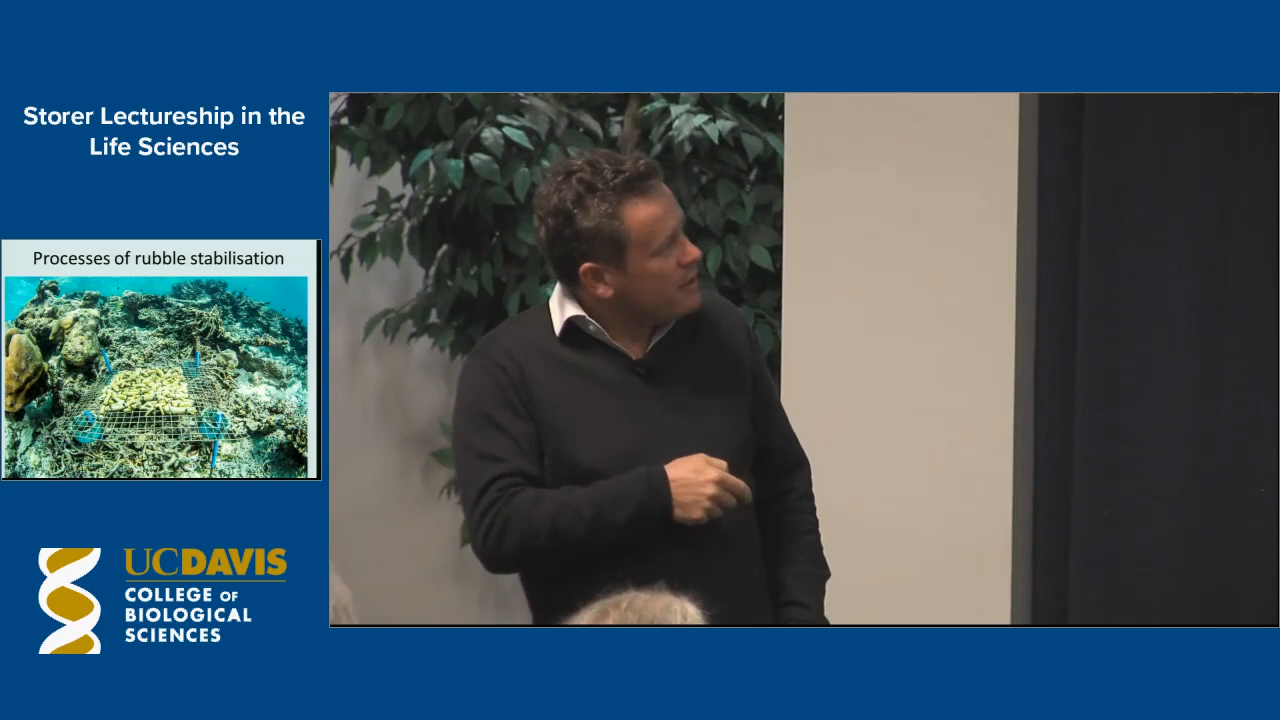 Storer Lectureship in the
Life Sciences
Processes of rubble stabilisation
UCDAVIS
COLLEGE OF
BIOLOGICAL
SCIENCES